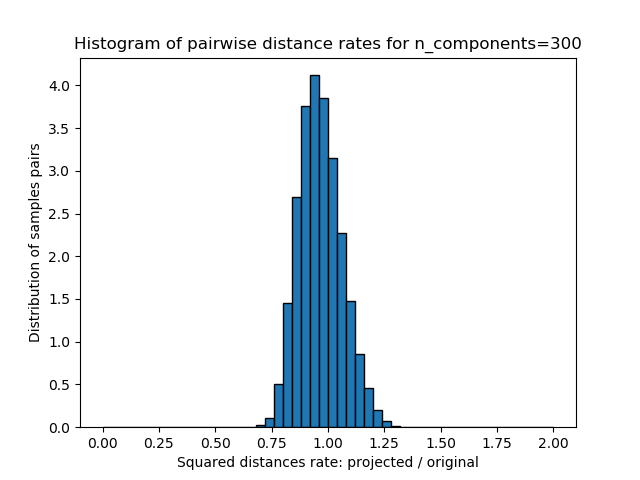 Histogram of pairwise distance rates for n_components=300
4.0
3.5
3.0
2.5
2.0
1.5
1.0
0.5
0.0
Distribution of samples pairs
0.00 0.25 0.50 0.75 1.00 1.25 1.50 1.75 2.00
Squared distances rate: projected / original